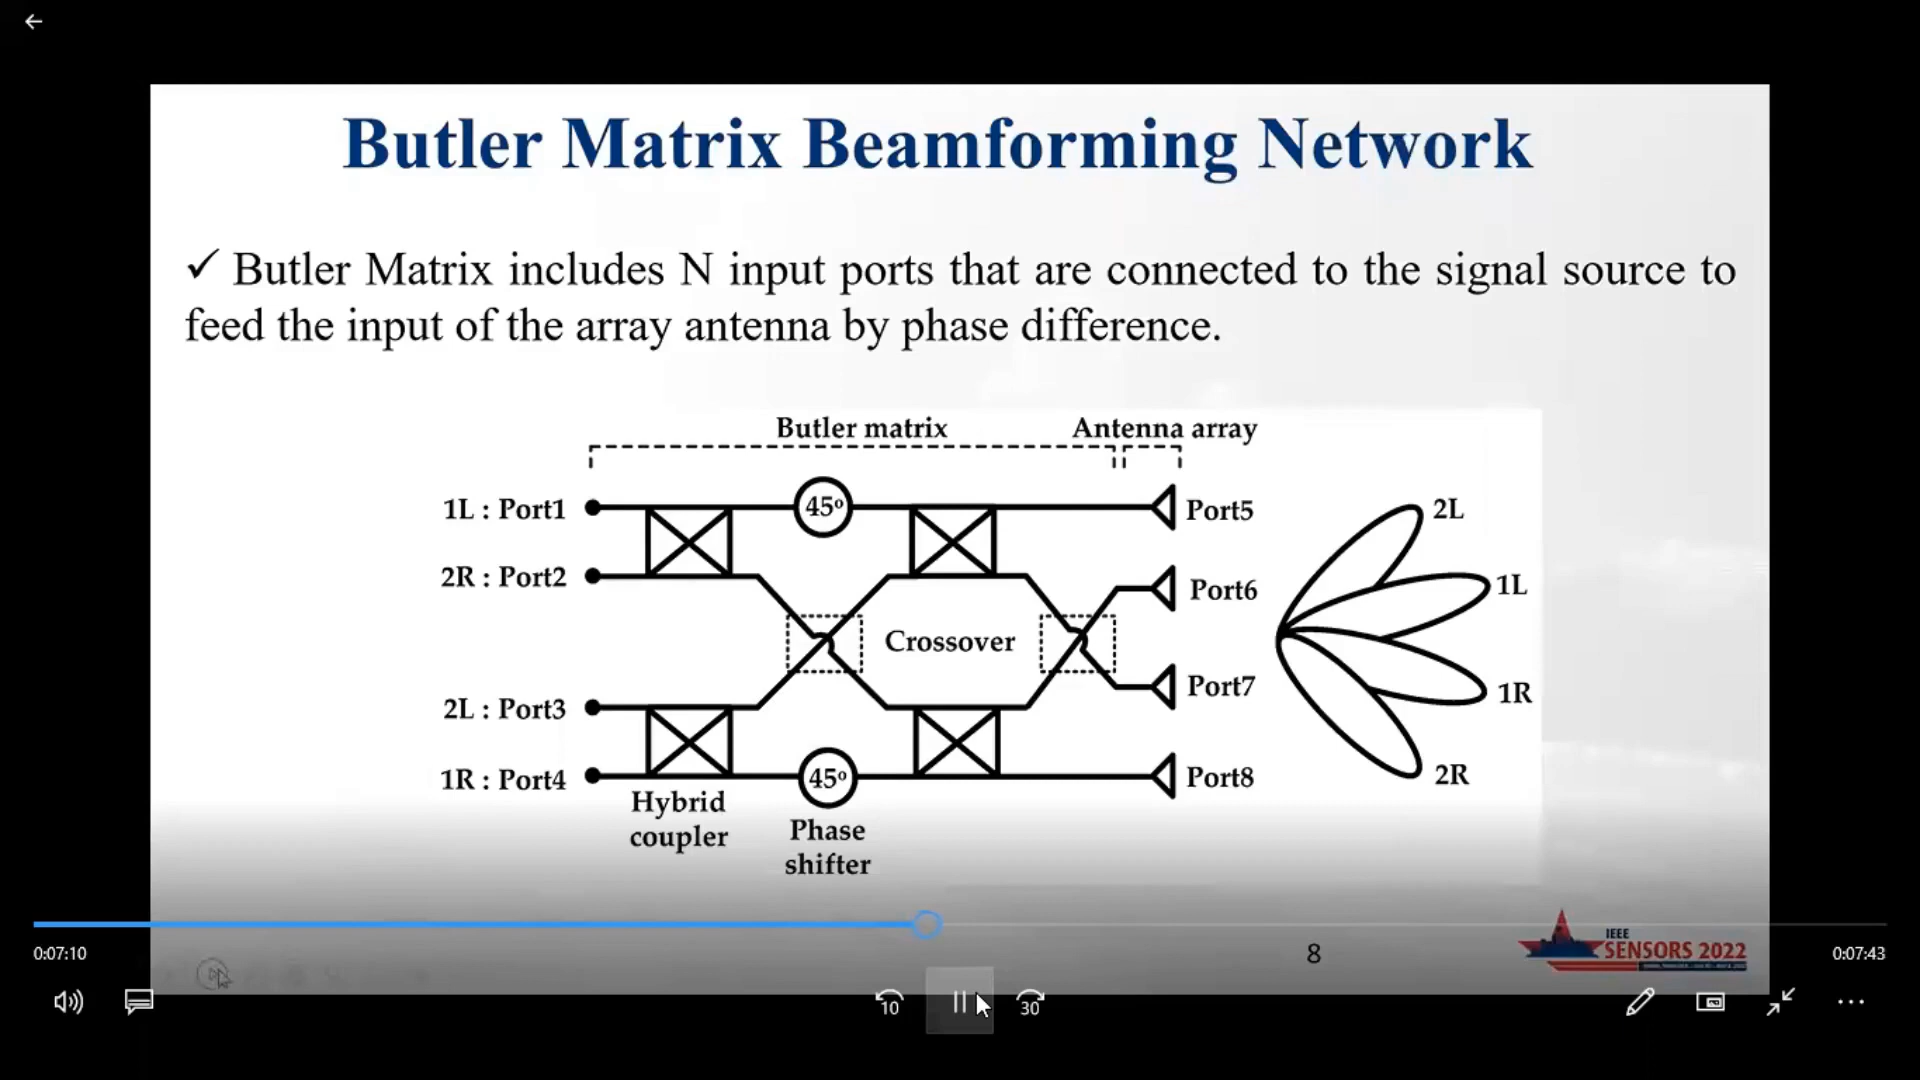 Butler Matrix Beamforming Network
✓ Butler Matrix includes N input ports that are connected to the signal source to
feed the input of the array antenna by phase difference.
Butler matrix
Antenna array
1L : Port1
45º
Port5
2L
2R : Port2
Port6
1L
Crossover
2L : Port3
Port7
1R
1R : Port4
45º
Port8
2R
Hybrid
coupler
Phase
shifter
IEEE
SENSORS 2022
8
0:07:10
0:07:43
10
30